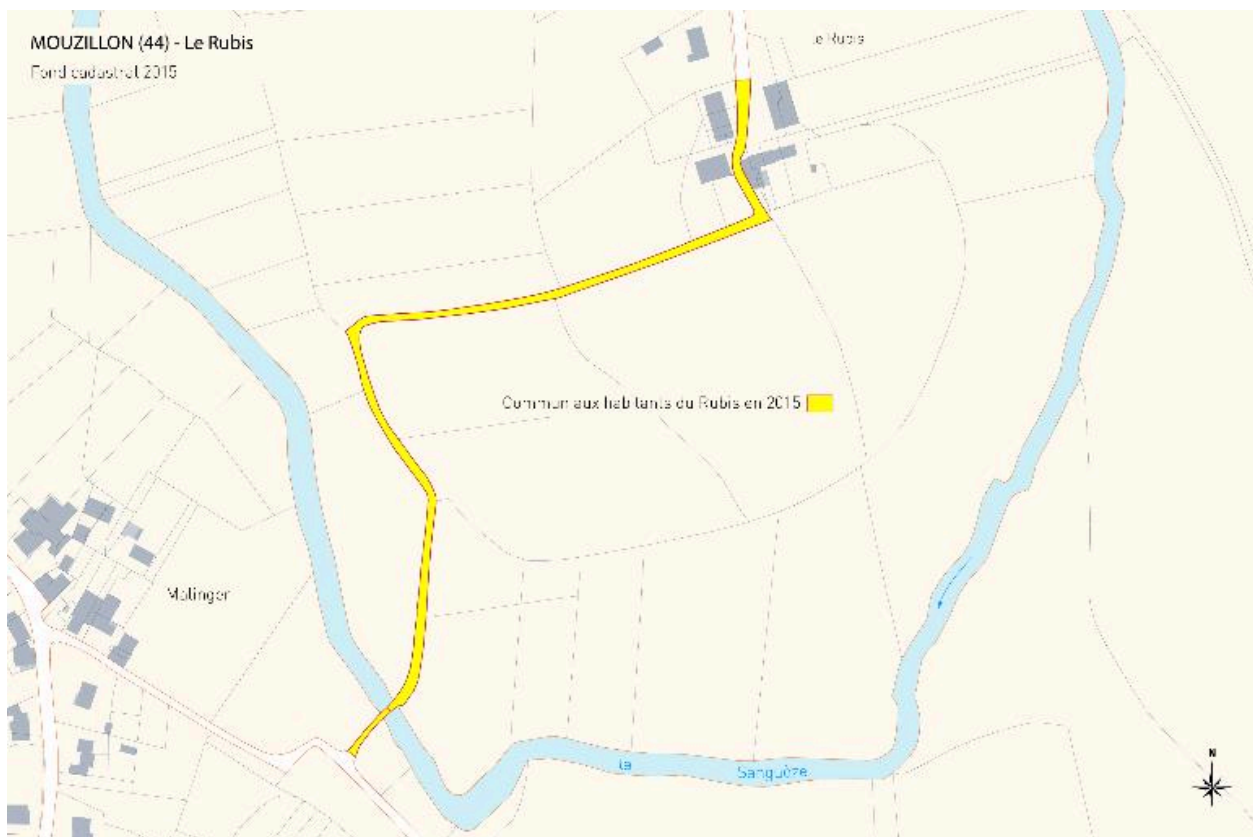 MOUZILLON (44) - Le Rubis
Fond cadastral 2015
le Rubis
Commun aux habitants du Rubis en 2015
Malinger
la Sanguèze
N